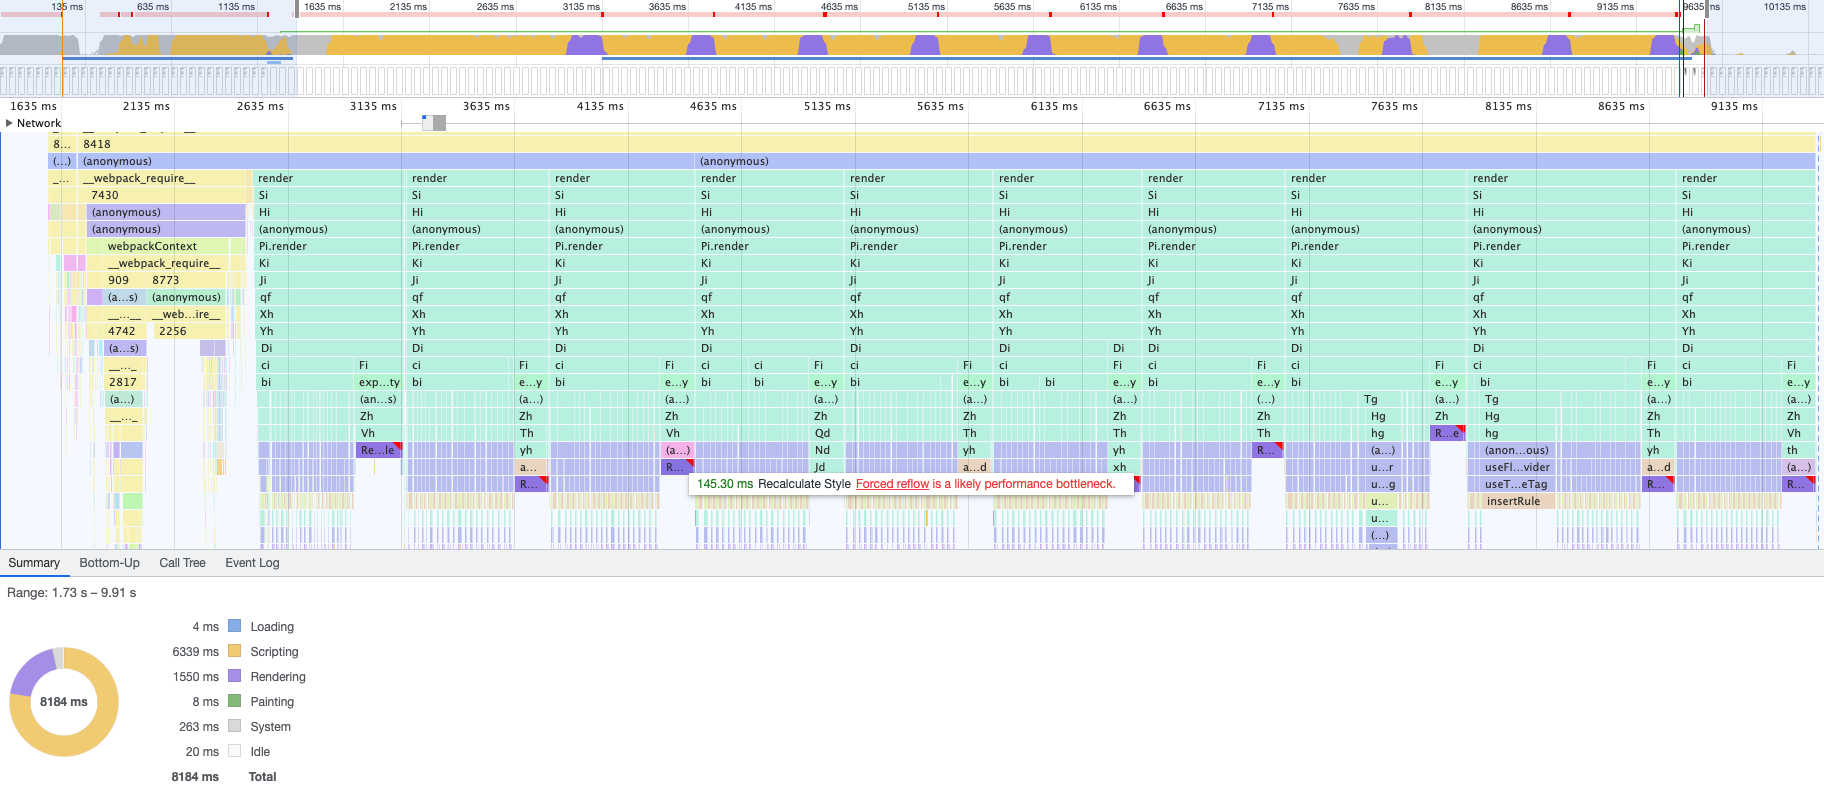 135 ms 635 ms 1135 ms 1635 ms 2135 ms 2635 ms 3135 ms 3635 ms 4135 ms 4635 ms 5135 ms 5635 ms 6135 ms 6635 ms 7135 ms 7635 ms 8135 ms 8635 ms 9135 ms 9635 ms 10135 ms
1635 ms 2135 ms 2635 ms 3135 ms 3635 ms 4135 ms 4635 ms 5135 ms 5635 ms 6135 ms 6635 ms 7135 ms 7635 ms 8135 ms 8635 ms 9135 ms
Network
8... 8418
(...) (anonymous) (anonymous)
_... __webpack_require__ render render render render render render render render render render
7430 Si Si Si Si Si Si Si Si Si Si
(anonymous) Hi Hi Hi Hi Hi Hi Hi Hi Hi Hi
(anonymous) (anonymous) (anonymous) (anonymous) (anonymous) (anonymous) (anonymous) (anonymous) (anonymous) (anonymous) (anonymous)
webpackContext Pi.render Pi.render Pi.render Pi.render Pi.render Pi.render Pi.render Pi.render Pi.render Pi.render
__webpack_require__ Ki Ki Ki Ki Ki Ki Ki Ki Ki Ki
909 8773 Ji Ji Ji Ji Ji Ji Ji Ji Ji Ji
(a...s) (anonymous) qf qf qf qf qf qf qf qf qf qf
__...__ __web...ire__ Xh Xh Xh Xh Xh Xh Xh Xh Xh Xh
4742 2256 Yh Yh Yh Yh Yh Yh Yh Yh Yh Yh
(a...s) Di Di Di Di Di Di Di Di Di Di Di
__..._ ci Fi ci Fi ci Fi ci ci Fi ci Fi ci Fi ci Fi ci Fi ci Fi ci Fi
2817 bi exp...ty bi e...y bi e...y bi bi e...y bi e...y bi bi e...y bi e...y bi e...y bi e...y bi e...y
(a...) (an...s) (a...) (a...) (a...) (a...) (a...) (...) Tg (a...) Tg (a...) (a...)
__..._ Zh Zh Zh Zh Zh Zh Zh Hg Zh Hg Zh Zh
Vh Th Vh Qd Th Th Th hg R...e hg Th Vh
Re...le yh (a...) Nd yh yh R... (a...) (anon...ous) yh th
a... R... Jd a...d xh u...r useFl...vider a...d (a...)
R... 145.30 ms Recalculate Style Forced reflow is a likely performance bottleneck. u...g useT...eTag R... R...
u... insertRule
u...
(...)
Summary Bottom-Up Call Tree Event Log
Range: 1.73 s – 9.91 s
4 ms Loading
6339 ms Scripting
1550 ms Rendering
8184 ms
8 ms Painting
263 ms System
20 ms Idle
8184 ms Total